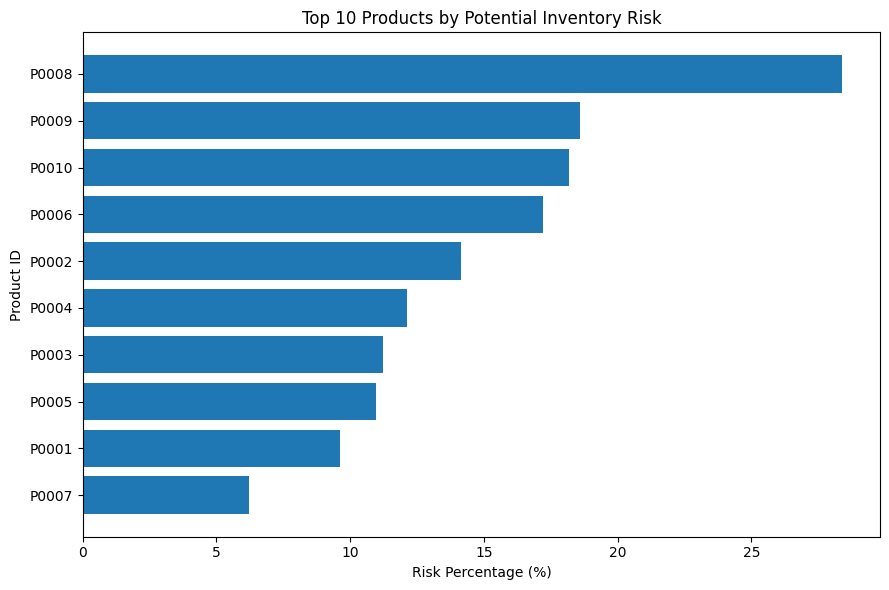 Top 10 Products by Potential Inventory Risk
Product ID
P0008
P0009
P0010
P0006
P0002
P0004
P0003
P0005
P0001
P0007
0 5 10 15 20 25
Risk Percentage (%)